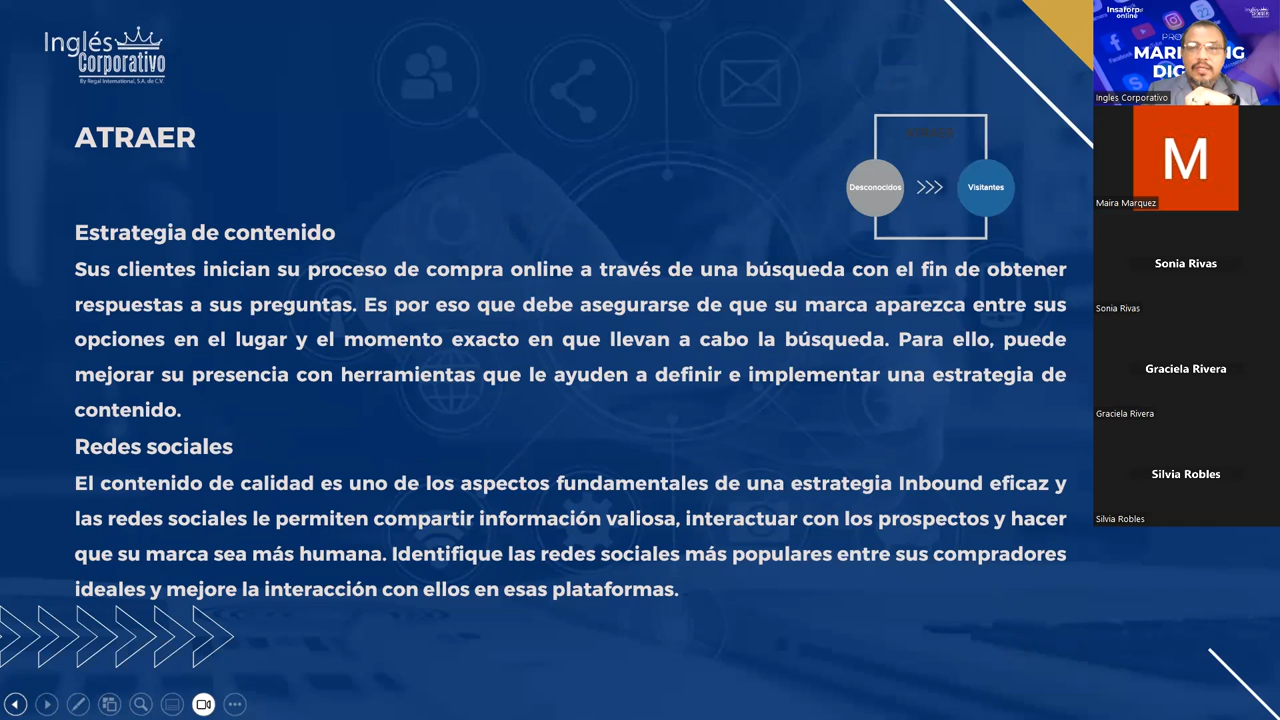 Inglés
Corporativo
By Regal International, S.A. de C.V.
ATRAER
ATRAER
Desconocidos
Visitantes
Estrategia de contenido
Sus clientes inician su proceso de compra online a través de una búsqueda con el fin de obtener
respuestas a sus preguntas. Es por eso que debe asegurarse de que su marca aparezca entre sus
opciones en el lugar y el momento exacto en que llevan a cabo la búsqueda. Para ello, puede
mejorar su presencia con herramientas que le ayuden a definir e implementar una estrategia de
contenido.
Redes sociales
El contenido de calidad es uno de los aspectos fundamentales de una estrategia Inbound eficaz y
las redes sociales le permiten compartir información valiosa, interactuar con los prospectos y hacer
que su marca sea más humana. Identifique las redes sociales más populares entre sus compradores
ideales y mejore la interacción con ellos en esas plataformas.
Insaforp
online
Ingles Corporativo
M
Maira Marquez
Sonia Rivas
Sonia Rivas
Graciela Rivera
Graciela Rivera
Silvia Robles
Silvia Robles